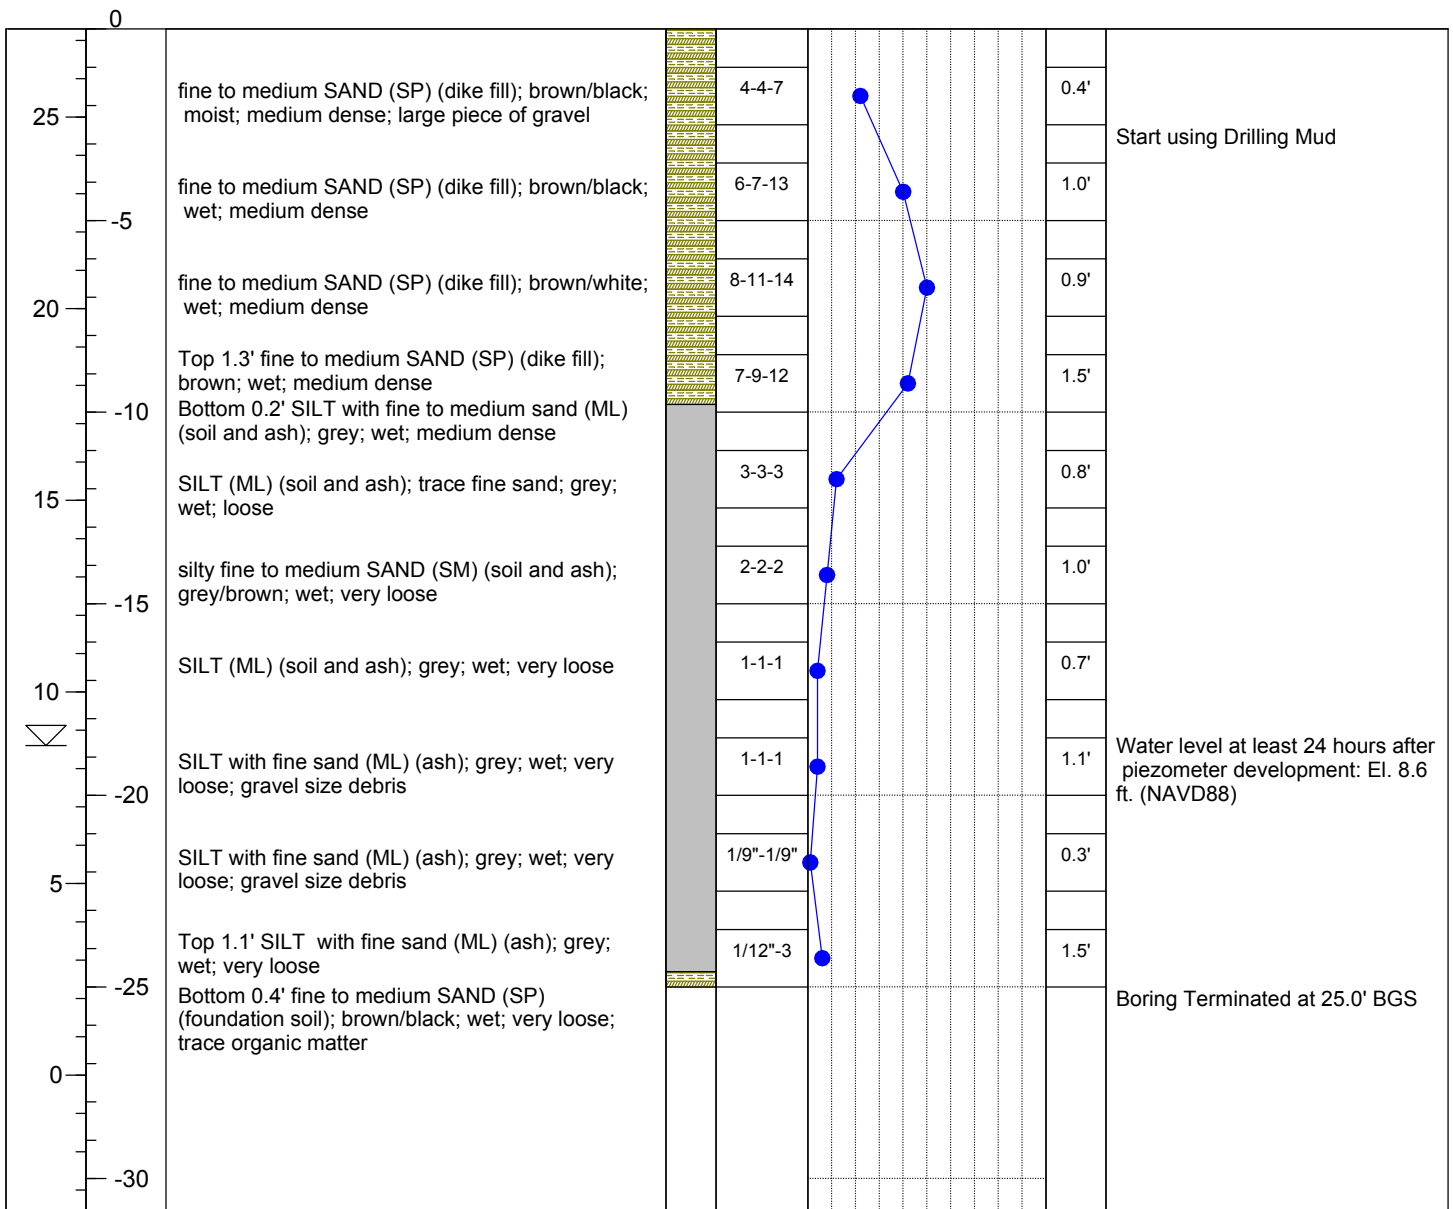 0
fine to medium SAND (SP) (dike fill); brown/black;
moist; medium dense; large piece of gravel
4-4-7
0.4'
25
Start using Drilling Mud
fine to medium SAND (SP) (dike fill); brown/black;
wet; medium dense
6-7-13
1.0'
-5
fine to medium SAND (SP) (dike fill); brown/white;
wet; medium dense
8-11-14
0.9'
20
Top 1.3' fine to medium SAND (SP) (dike fill);
brown; wet; medium dense
7-9-12
1.5'
-10
Bottom 0.2' SILT with fine to medium sand (ML)
(soil and ash); grey; wet; medium dense
SILT (ML) (soil and ash); trace fine sand; grey;
wet; loose
3-3-3
0.8'
15
silty fine to medium SAND (SM) (soil and ash);
grey/brown; wet; very loose
2-2-2
1.0'
-15
SILT (ML) (soil and ash); grey; wet; very loose
1-1-1
0.7'
10
SILT with fine sand (ML) (ash); grey; wet; very
loose; gravel size debris
1-1-1
1.1'
Water level at least 24 hours after
piezometer development: El. 8.6
ft. (NAVD88)
-20
SILT with fine sand (ML) (ash); grey; wet; very
loose; gravel size debris
1/9"-1/9"
0.3'
5
Top 1.1' SILT with fine sand (ML) (ash); grey;
wet; very loose
1/12"-3
1.5'
-25
Bottom 0.4' fine to medium SAND (SP)
(foundation soil); brown/black; wet; very loose;
trace organic matter
Boring Terminated at 25.0' BGS
0
-30